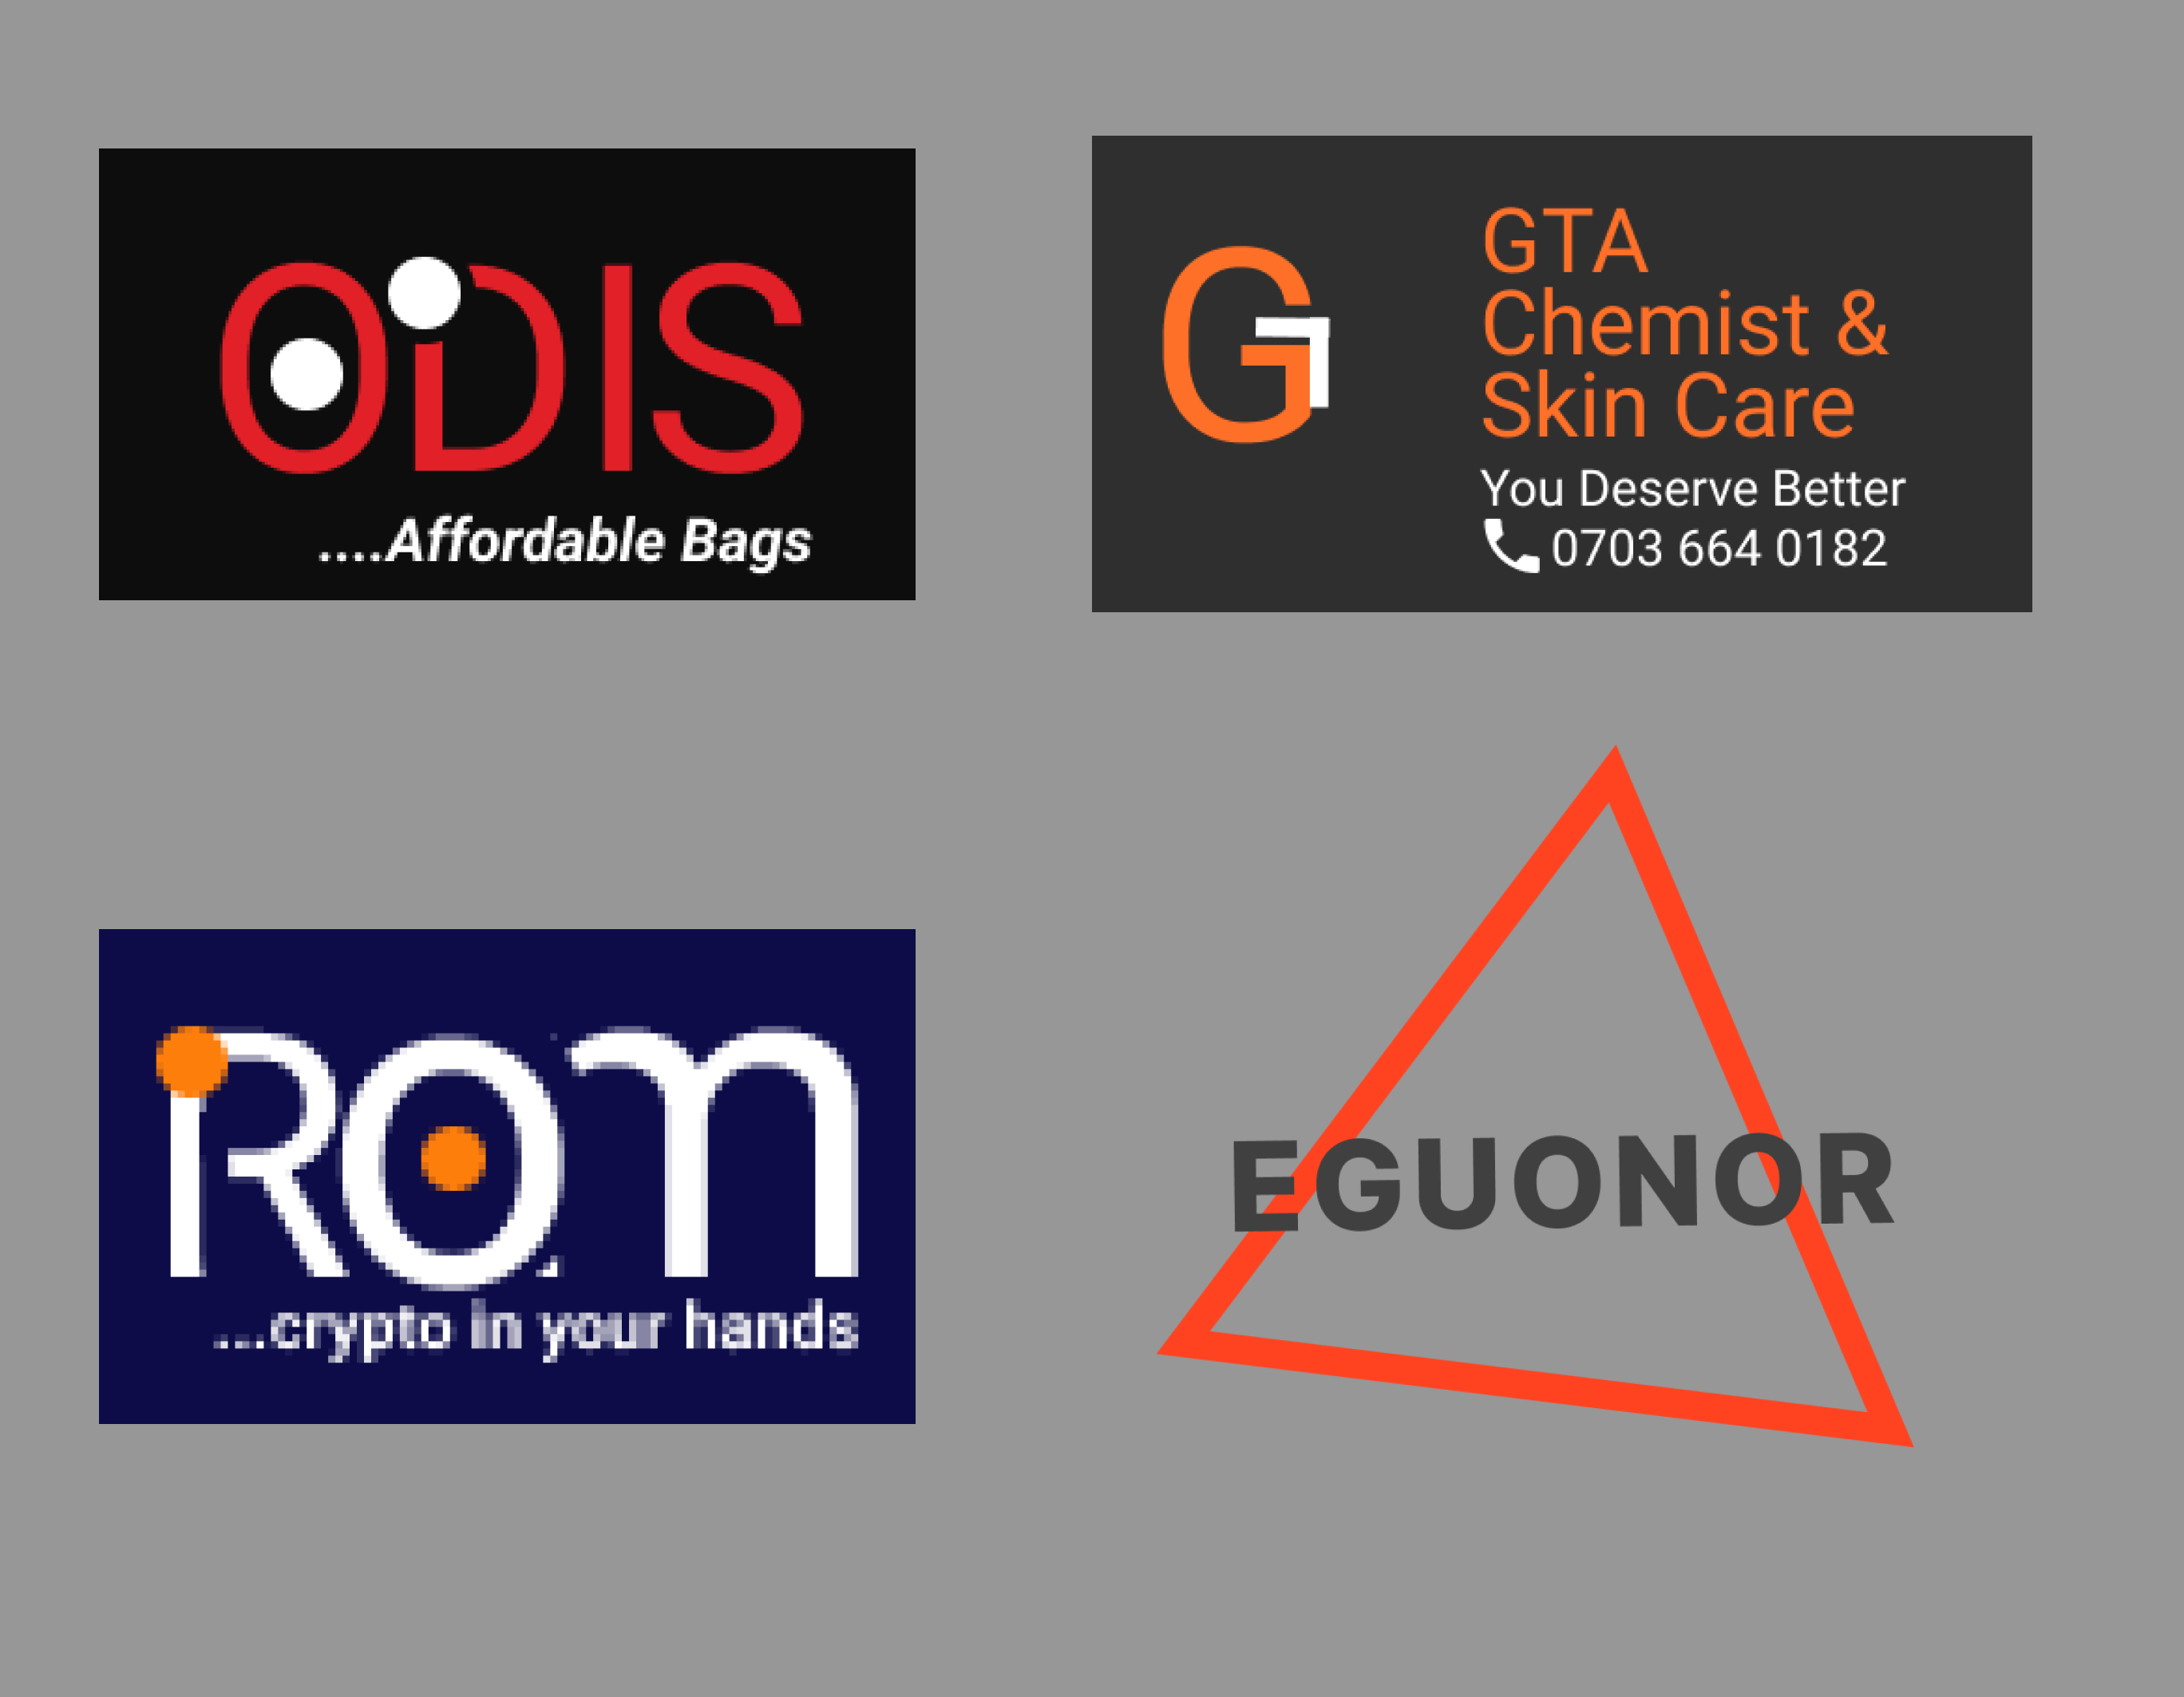 ODIS
....Affordable Bags
G
GTA
Chemist &
Skin Care
You Deserve Better
0703 664 0182
iROM
...crypto in your hands
EGUONOR